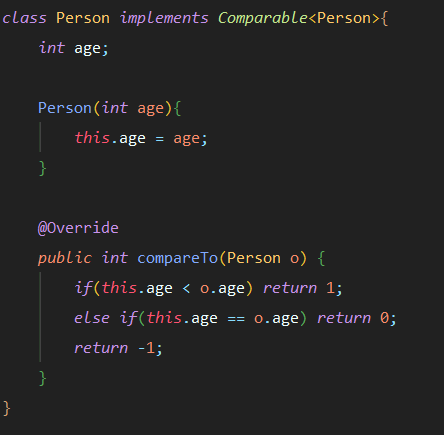 class Person implements Comparable<Person>{
    int age;

    Person(int age){
        this.age = age;
    }

    @Override
    public int compareTo(Person o) {
        if(this.age < o.age) return 1;
        else if(this.age == o.age) return 0;
        return -1;
    }
}